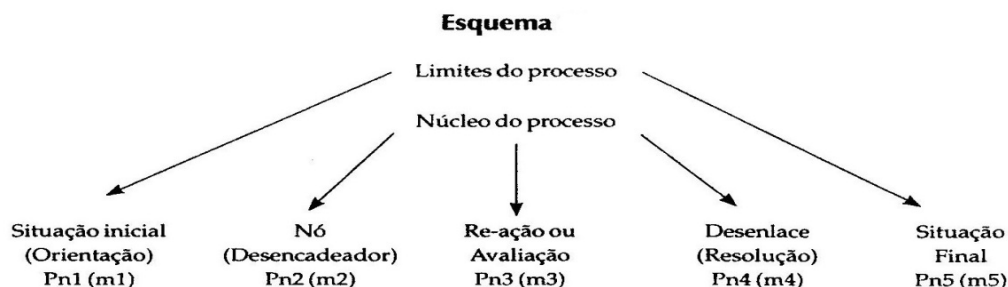 Esquema
Limites do processo
Núcleo do processo
Situação inicial
(Orientação)
Pn1 (m1)
N6
(Desencadeador)
Pn2 (m2)
Re-ação ou
Avaliação
Pn3 (m3)
Desenlace
(Resolução)
Pn4 (m4)
Situação
Final
Pn5 (m5)